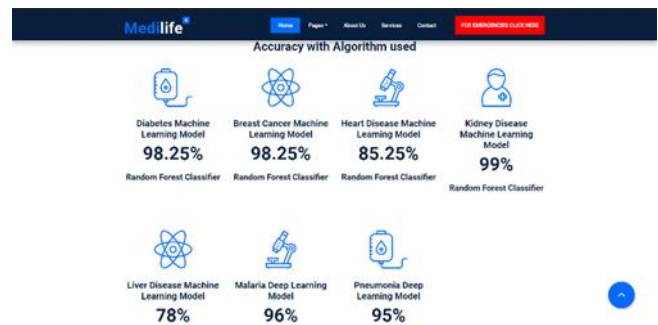 Medilife
Home Pages About Us Services Contact FOR EMERGENCIES CLICK HERE
Accuracy with Algorithm used
Diabetes Machine
Learning Model
98.25%
Random Forest Classifier
Breast Cancer Machine
Learning Model
98.25%
Random Forest Classifier
Heart Disease Machine
Learning Model
85.25%
Random Forest Classifier
Kidney Disease
Machine Learning
Model
99%
Random Forest Classifier
Liver Disease Machine
Learning Model
78%
Malaria Deep Learning
Model
96%
Pneumonia Deep
Learning Model
95%